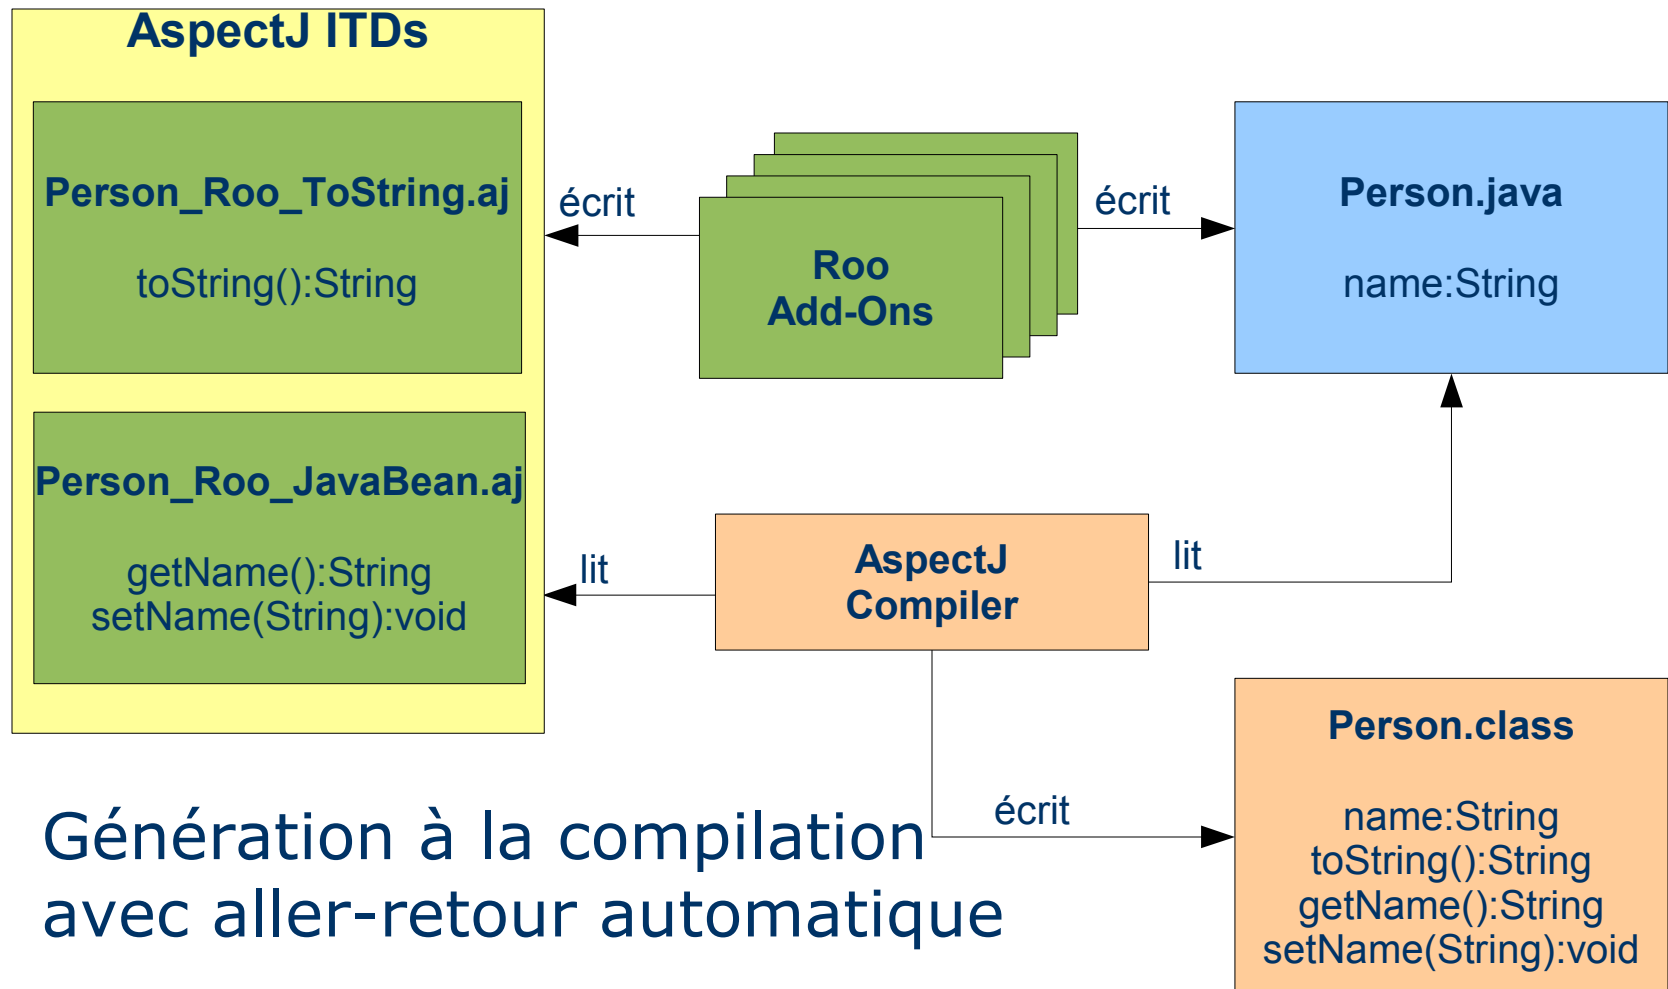 AspectJ ITDs
Person_Roo_ToString.aj
toString():String
Person_Roo_JavaBean.aj
getName():String
setName(String):void
écrit
Roo
Add-Ons
écrit
Person.java
name:String
lit
AspectJ
Compiler
lit
écrit
Person.class
name:String
toString():String
getName():String
setName(String):void
Génération à la compilation
avec aller-retour automatique